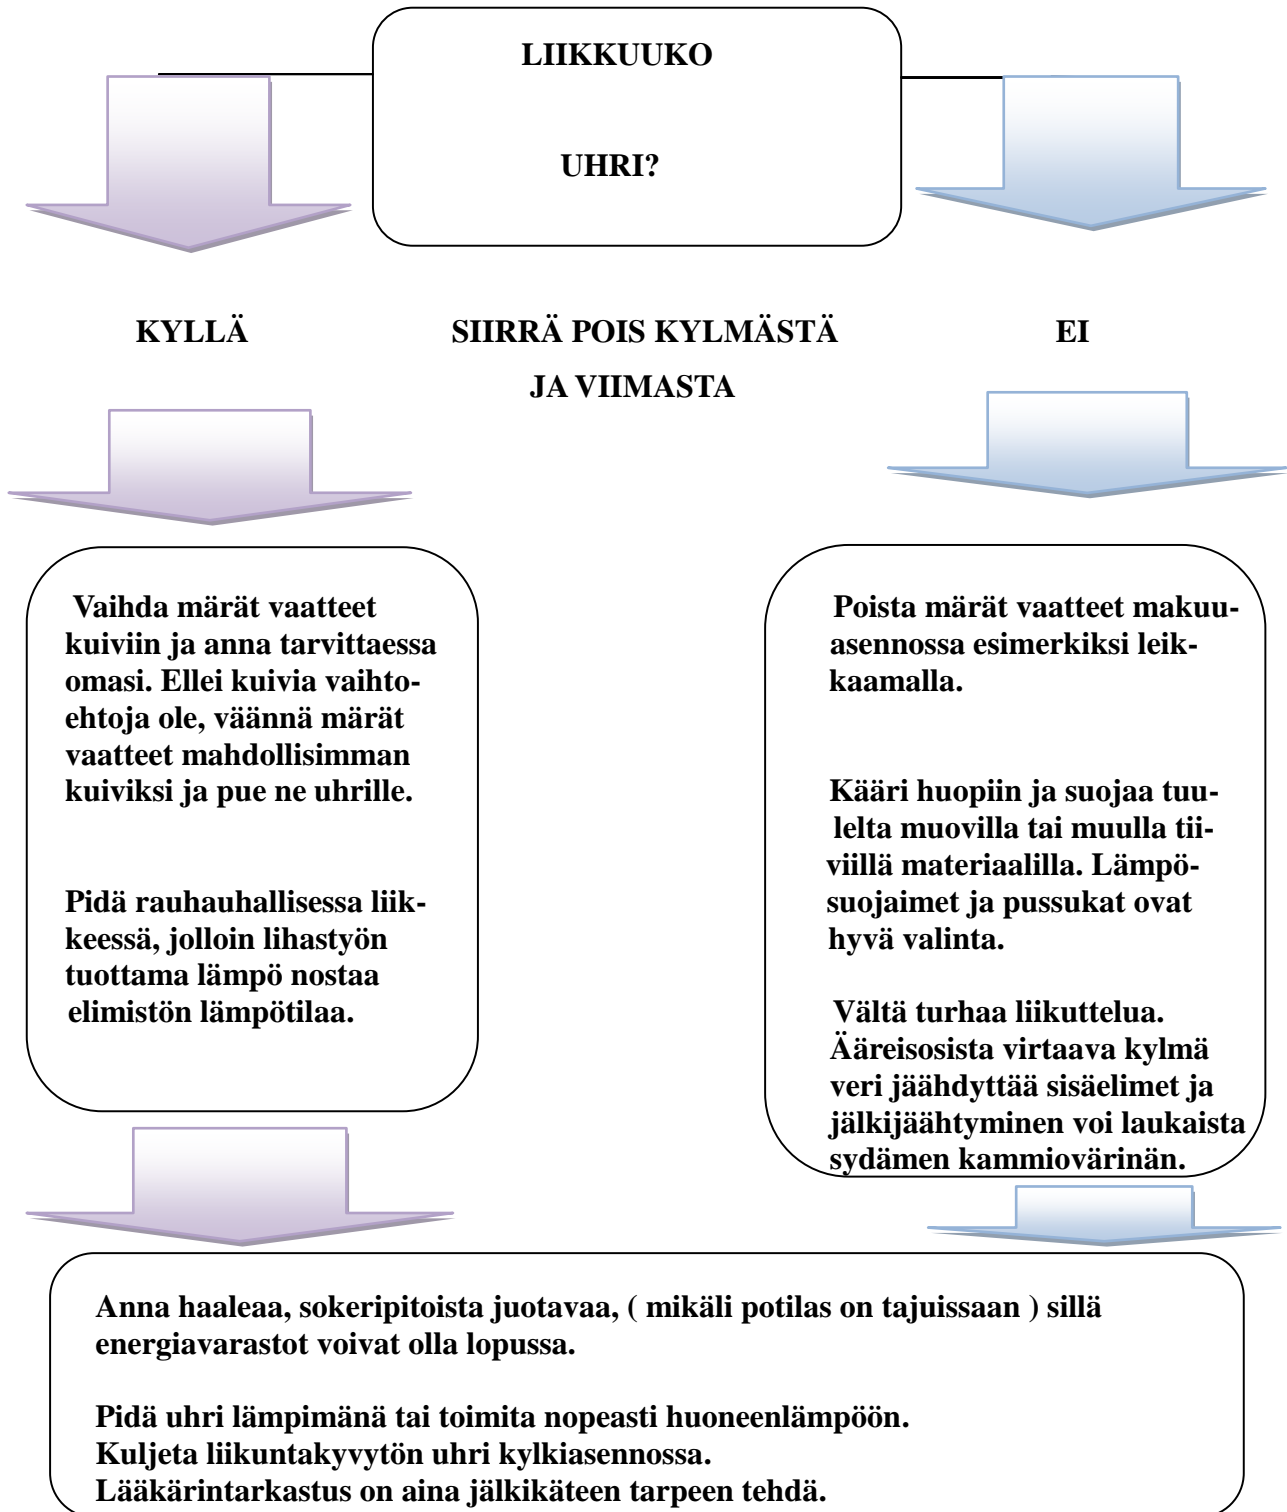 LIIKKUUKO
UHRI?
KYLLÄ
SIIRRÄ POIS KYLMÄSTÄ
JA VIIMASTA
EI
Vaihda märät vaatteet
kuiviin ja anna tarvittaessa
omasi. Ellei kuivia vaihto-
ehtoja ole, väännä märät
vaatteet mahdollisimman
kuiviksi ja pue ne uhrille.
Pidä rauhauhallisessa liik-
keessä, jolloin lihastyön
tuottama lämpö nostaa
elimistön lämpötilaa.
Poista märät vaatteet makuu-
asennossa esimerkiksi leik-
kaamalla.
Kääri huopiin ja suojaa tuu-
lelta muovilla tai muulla tii-
viillä materiaalilla. Lämpö-
suojaimet ja pussukat ovat
hyvä valinta.
Vältä turhaa liikuttelua.
Ääreisosista virtaava kylmä
veri jäähdyttää sisäelimet ja
jälkijäähtyminen voi laukaista
sydämen kammiovärinän.
Anna haaleaa, sokeripitoista juotavaa, ( mikäli potilas on tajuissaan ) sillä
energiavarastot voivat olla lopussa.
Pidä uhri lämpimänä tai toimita nopeasti huoneenlämpöön.
Kuljeta liikuntakyvytön uhri kylkiasennossa.
Lääkärintarkastus on aina jälkikäteen tarpeen tehdä.